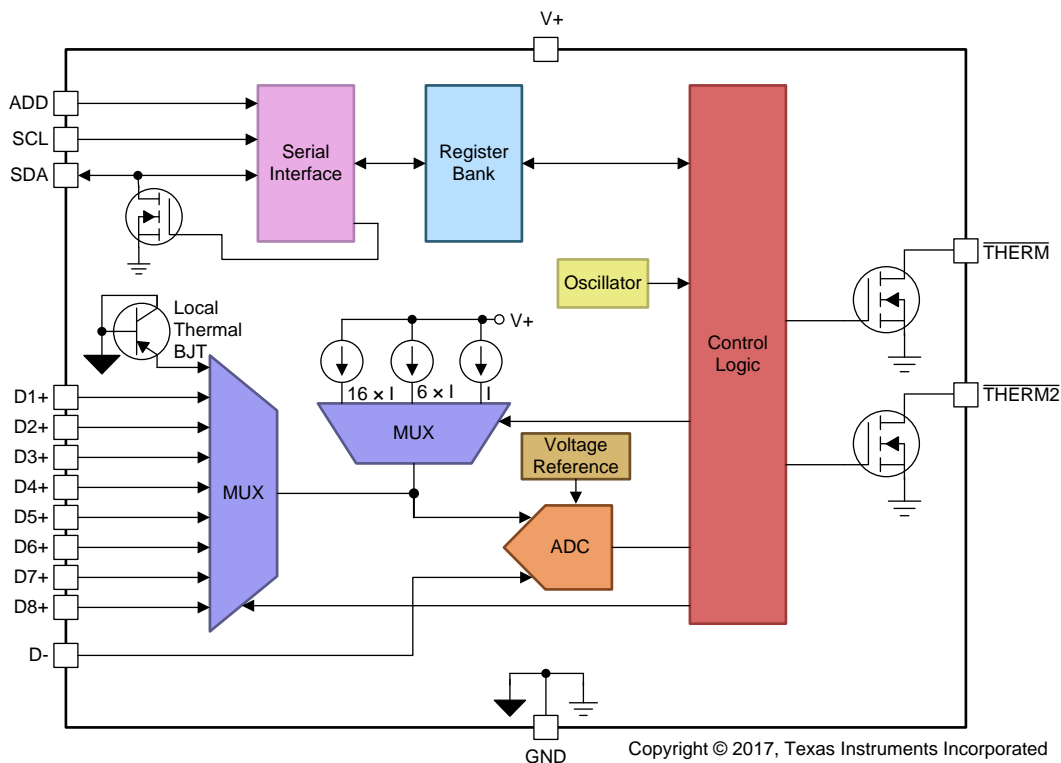 V+
ADD
SCL
SDA
Serial
Interface
Register
Bank
THERM
Oscillator
Local
Thermal
BJT
V+
Control
Logic
16 × I
6 × I
I
THERM2
D1+
D2+
D3+
D4+
D5+
D6+
D7+
D8+
D-
MUX
MUX
Voltage
Reference
ADC
GND
Copyright © 2017, Texas Instruments Incorporated